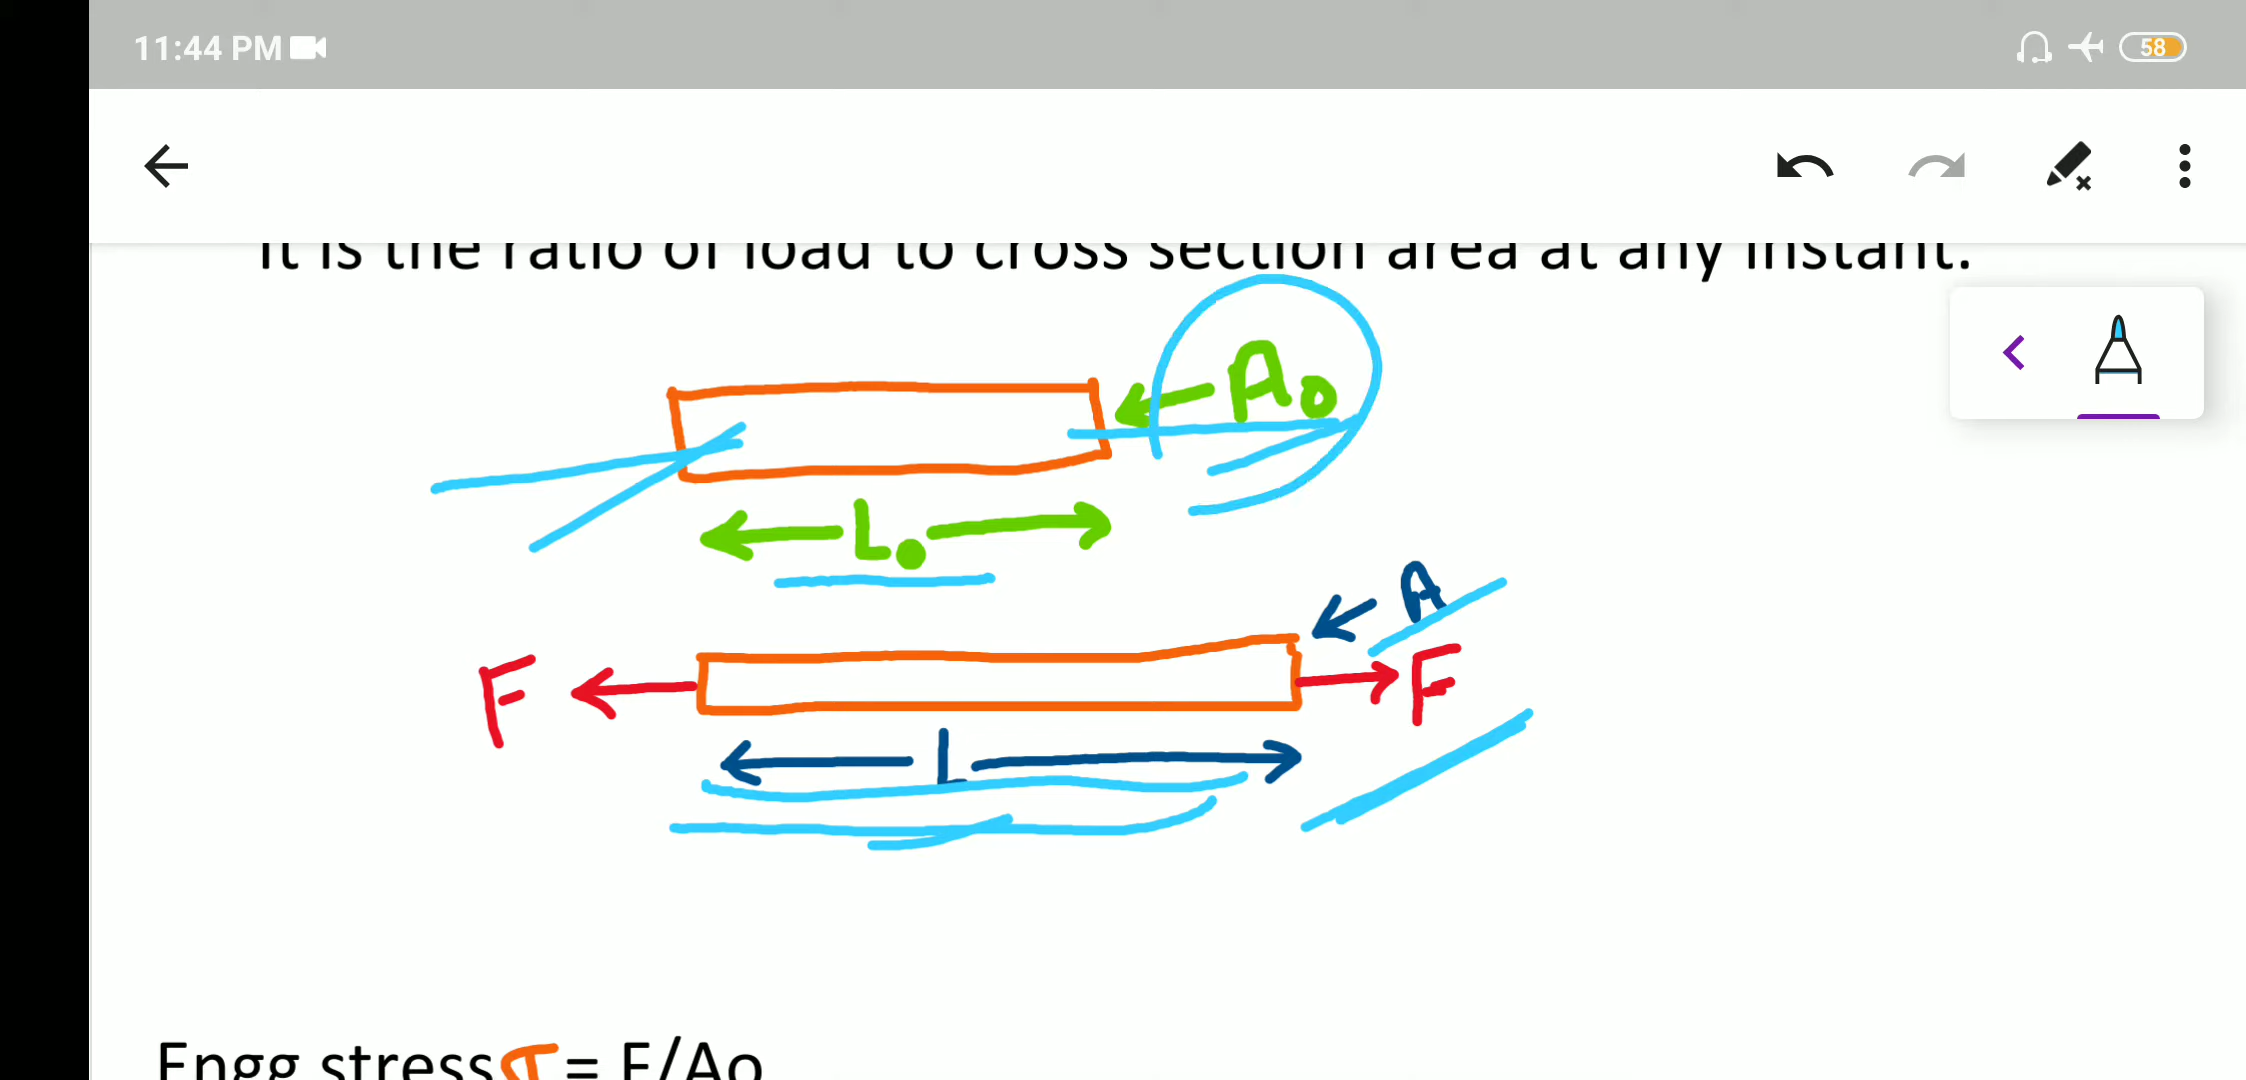 11:44 PM 58
It is the ratio of load to cross section area at any instant.
A₀
L₀
A
F F
L
Engg stress σ = F/Ao